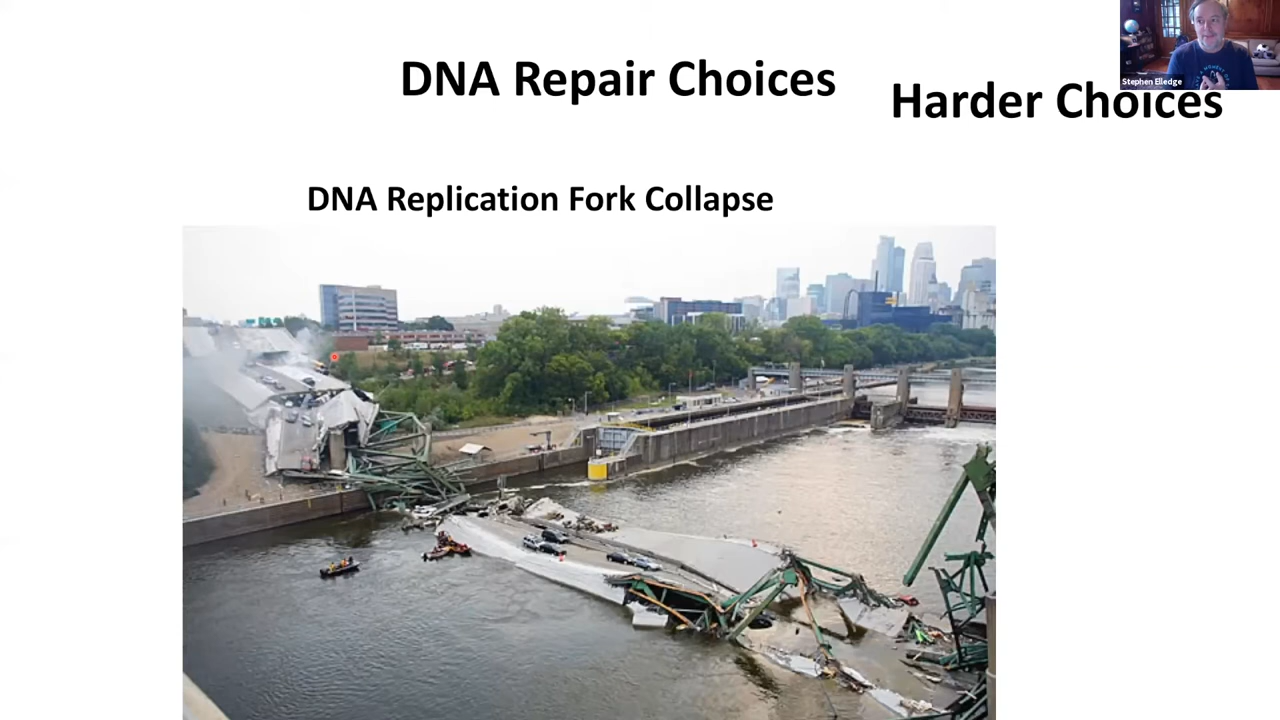 DNA Repair Choices
Harder Choices
Stephen Elledge
DNA Replication Fork Collapse